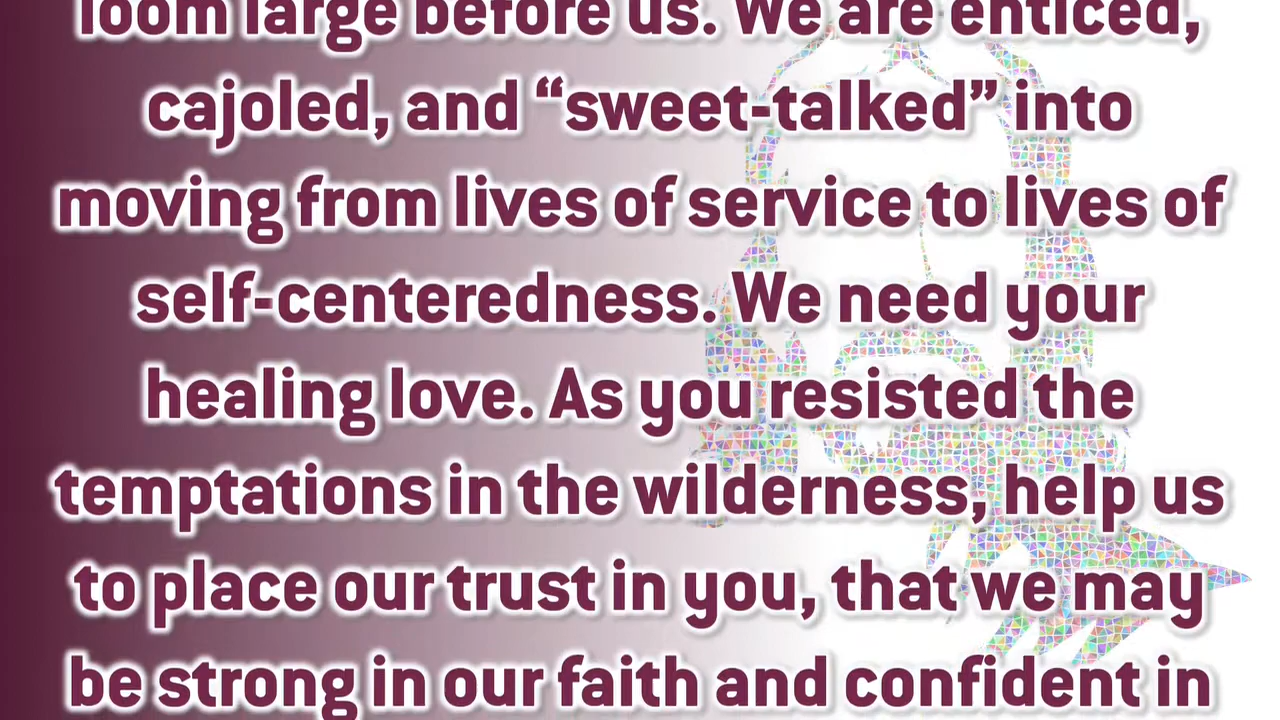 loom large before us. We are enticed,
cajoled, and “sweet-talked” into
moving from lives of service to lives of
self-centeredness. We need your
healing love. As you resisted the
temptations in the wilderness, help us
to place our trust in you, that we may
be strong in our faith and confident in